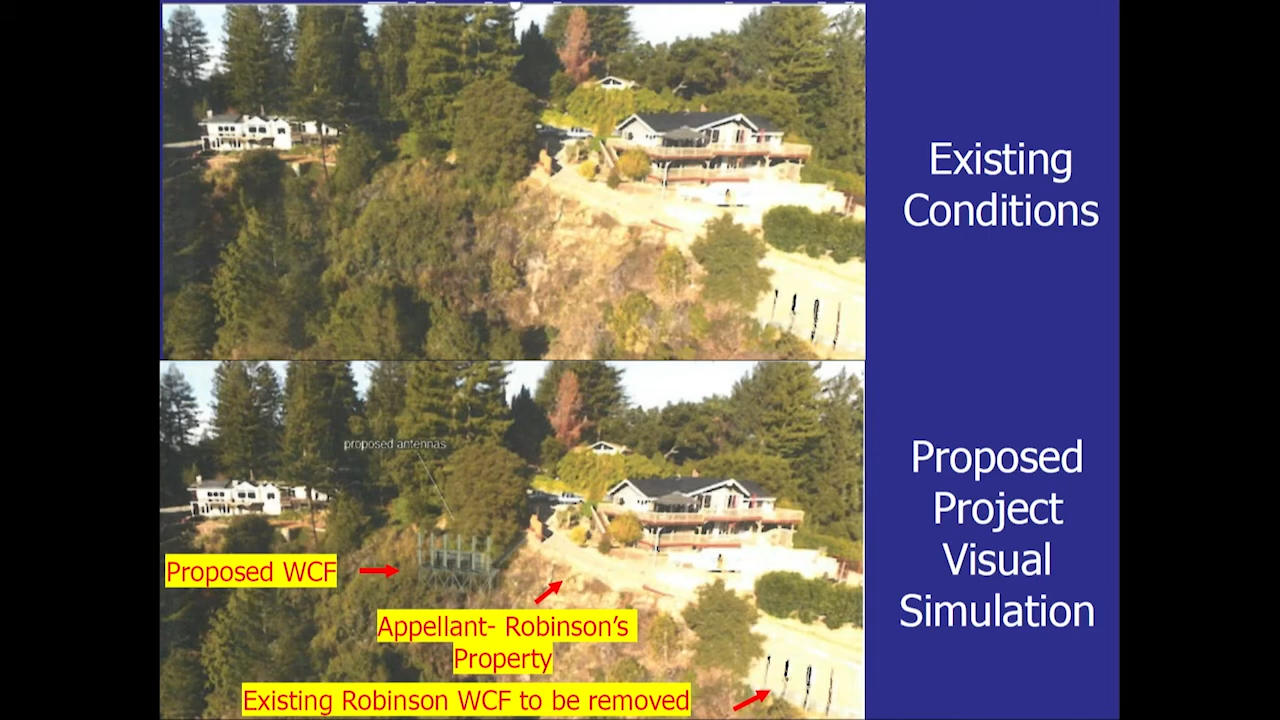 Existing
Conditions
proposed antennas
Proposed WCF
Appellant- Robinson’s
Property
Existing Robinson WCF to be removed
Proposed
Project
Visual
Simulation